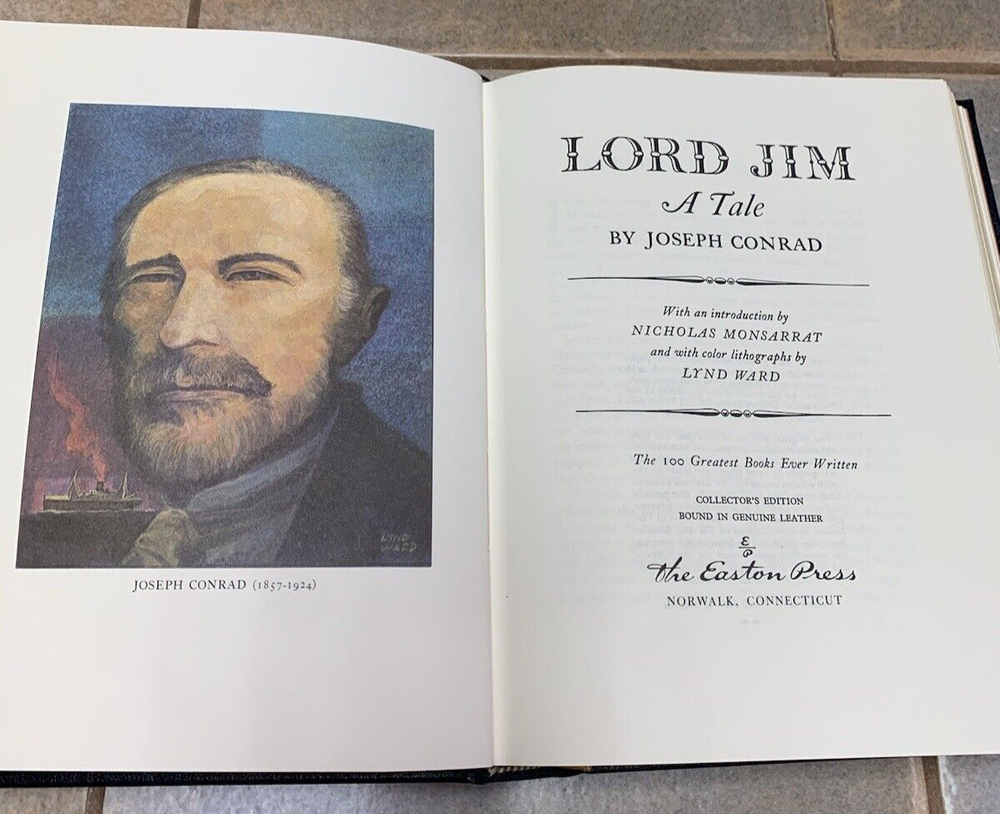 LYND
WARD
JOSEPH CONRAD (1857-1924)
LORD JIM
A Tale
BY JOSEPH CONRAD
With an introduction by
NICHOLAS MONSARRAT
and with color lithographs by
LYND WARD
The 100 Greatest Books Ever Written
COLLECTOR'S EDITION
BOUND IN GENUINE LEATHER
E
P
The Easton Press
NORWALK, CONNECTICUT